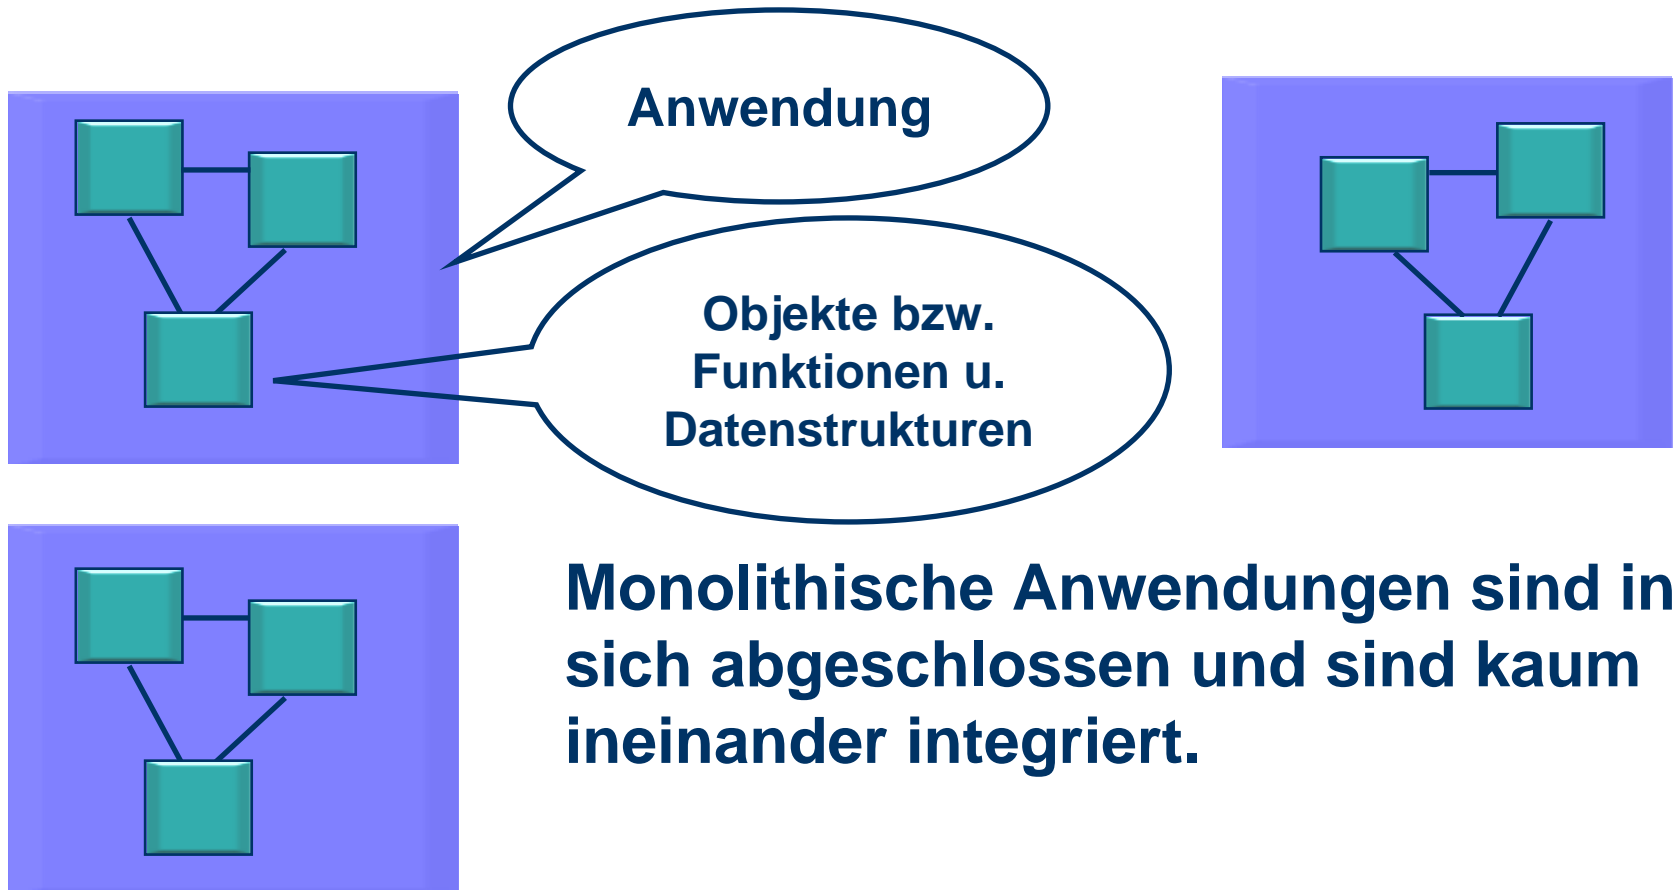 Anwendung
Objekte bzw.
Funktionen u.
Datenstrukturen
Monolithische Anwendungen sind in
sich abgeschlossen und sind kaum
ineinander integriert.